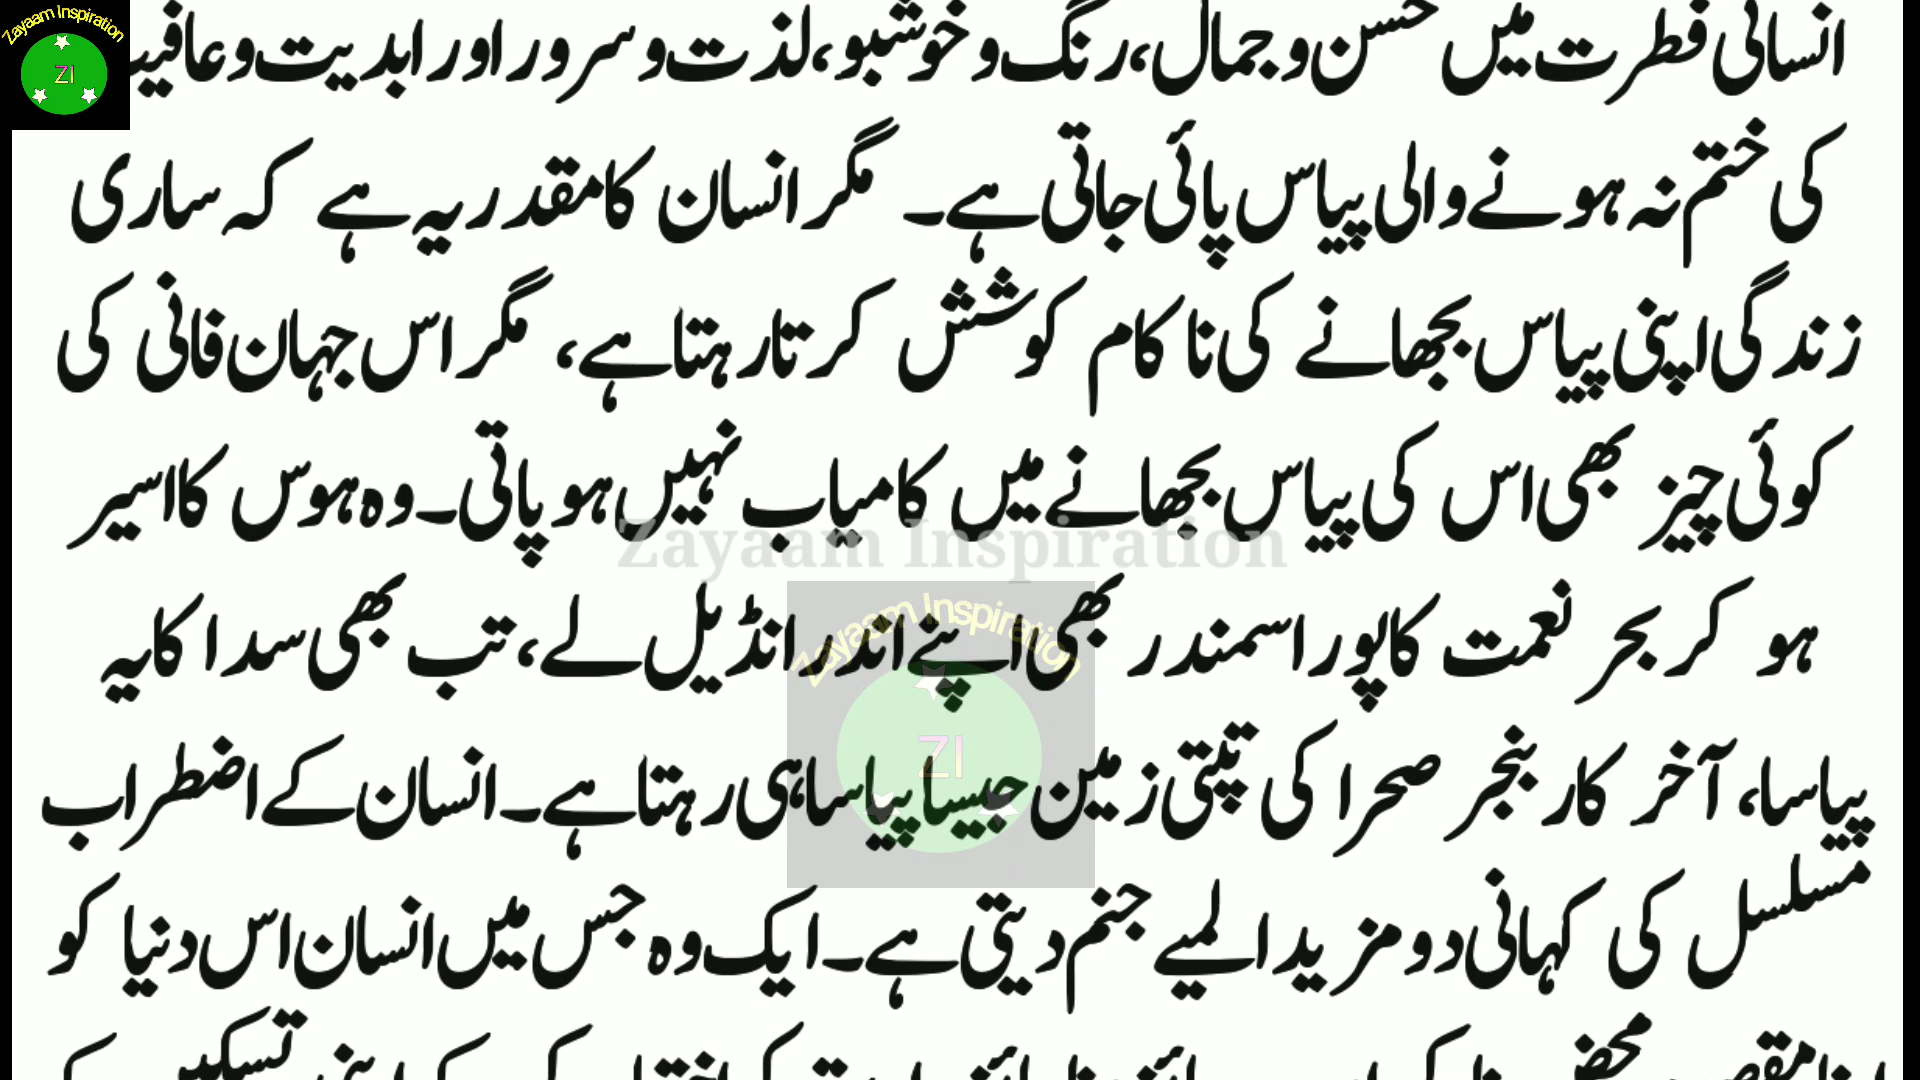 Zayaam Inspiration
ZI
انسانی فطرت میں حسن و جمال، رنگ و خوشبو، لذت و سرور اور ابدیت و
کی ختم نہ ہونے والی پیاس پائی جاتی ہے۔ مگر انسان کا مقدر یہ ہے کہ ساری
زندگی اپنی پیاس بجھانے کی ناکام کوشش کرتا رہتا ہے، مگر اس جہان فانی کی
کوئی چیز بھی اس کی پیاس بجھانے میں کامیاب نہیں ہو پاتی۔ وہ ہوس کا اسیر
Zayaam Inspiration
ہو کر بحر نعمت کا پورا سمندر بھی اپنے اندر انڈیل لے، تب بھی سدا کا یہ
Zayaam Inspiration
ZI
پیاسا، آخر کار بنجر صحرا کی تپتی زمین جیسا پیاسا ہی رہتا ہے۔ انسان کے اضطراب
مسلسل کی کہانی دو مزید المیے جنم دیتی ہے۔ ایک وہ جس میں انسان اس دنیا کو